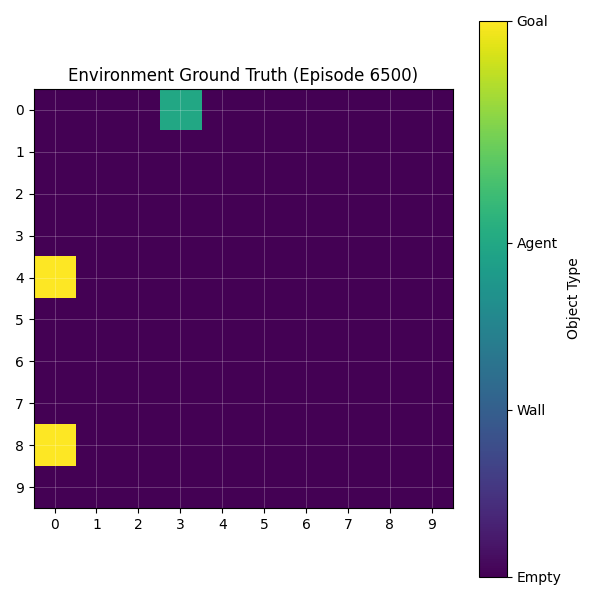 Environment Ground Truth (Episode 6500)
0
1
2
3
4
5
6
7
8
9
0 1 2 3 4 5 6 7 8 9
Goal
Agent
Wall
Empty
Object Type